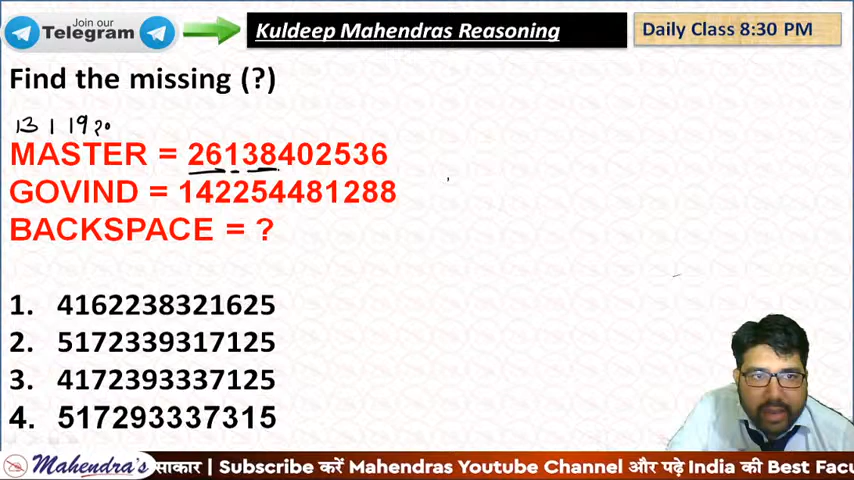 Join our
Telegram
Kuldeep Mahendras Reasoning
Daily Class 8:30 PM
Find the missing (?)
13 1 19 20
MASTER = 26138402536
GOVIND = 142254481288
BACKSPACE = ?
1. 4162238321625
2. 5172339317125
3. 4172393337125
4. 517293337315
Mahendra's साकार | Subscribe करें Mahendras Youtube Channel और पढ़े India की Best Facu